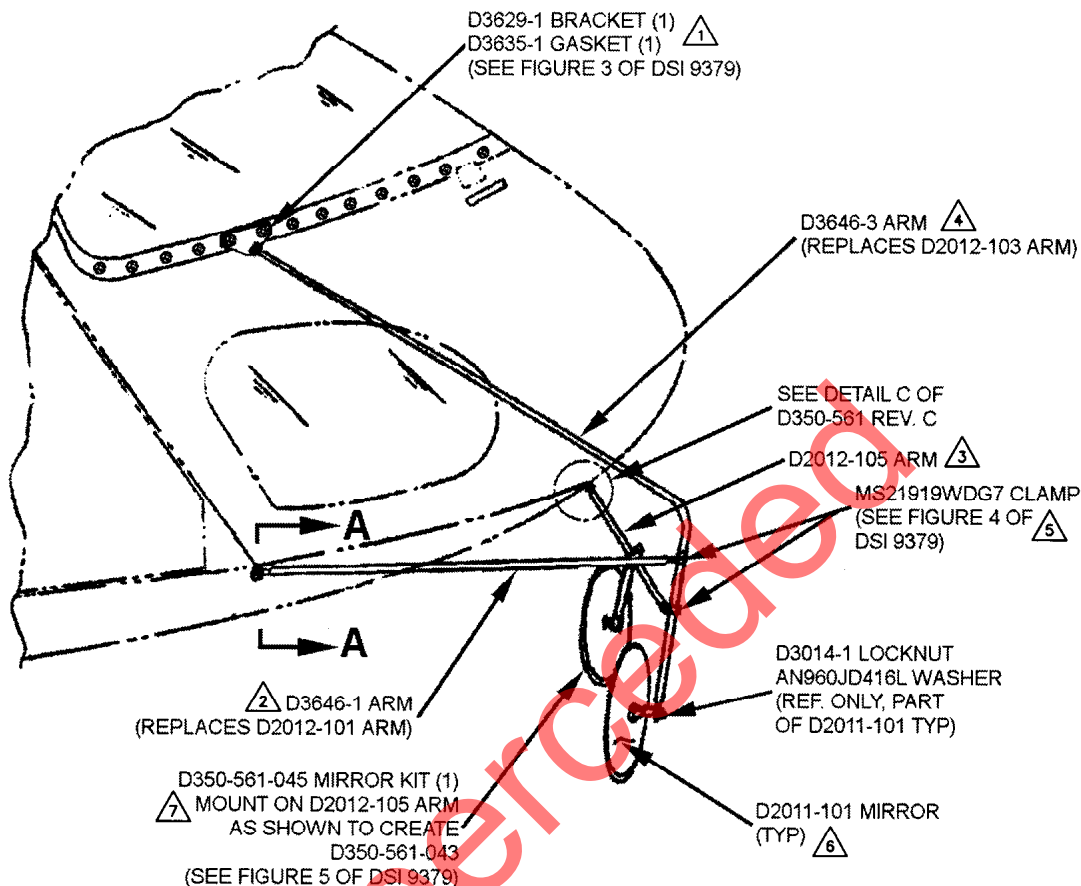 D3629-1 BRACKET (1)
D3635-1 GASKET (1) 1
(SEE FIGURE 3 OF DSI 9379)
D3646-3 ARM 4
(REPLACES D2012-103 ARM)
SEE DETAIL C OF
D350-561 REV. C
D2012-105 ARM 3
MS21919WDG7 CLAMP
(SEE FIGURE 4 OF 5
DSI 9379)
A
A
D3014-1 LOCKNUT
AN960JD416L WASHER
(REF. ONLY, PART
OF D2011-101 TYP)
2 D3646-1 ARM
(REPLACES D2012-101 ARM)
D350-561-045 MIRROR KIT (1)
7 MOUNT ON D2012-105 ARM
AS SHOWN TO CREATE
D350-561-043
(SEE FIGURE 5 OF DSI 9379)
D2011-101 MIRROR
(TYP) 6
erceded